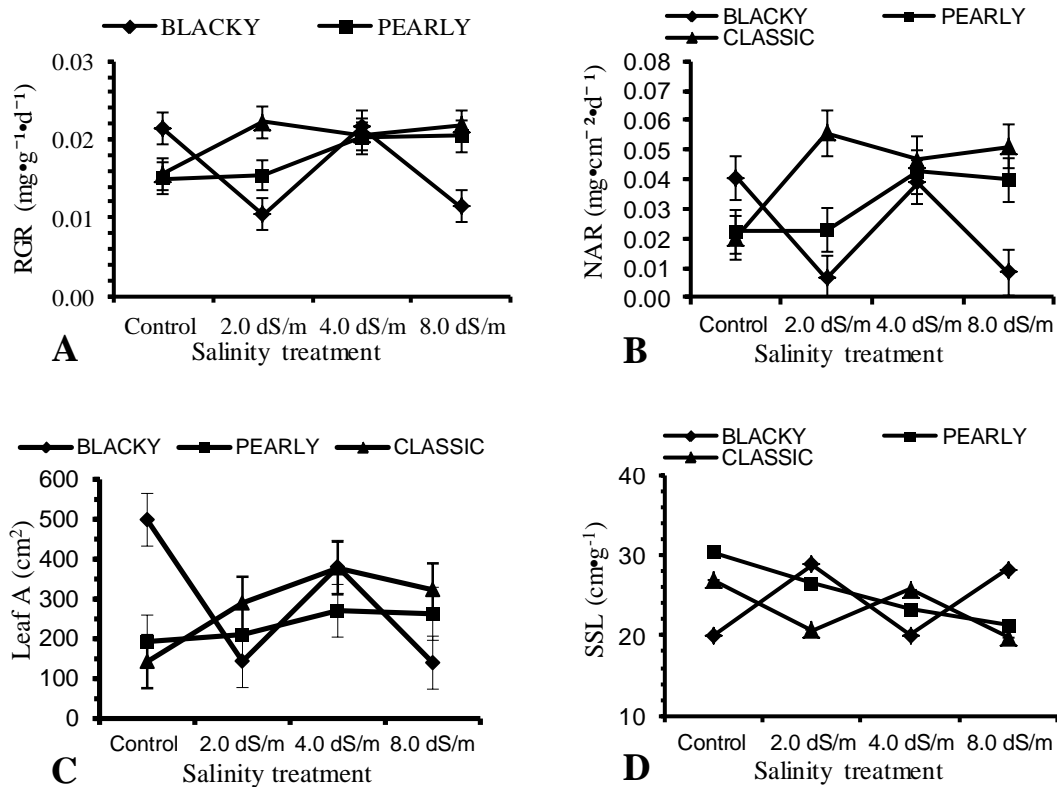 BLACKY PEARLY
RGR (mg•g⁻¹•d⁻¹)
0.03
0.02
0.01
0.00
Control 2.0 dS/m 4.0 dS/m 8.0 dS/m
Salinity treatment
A
BLACKY PEARLY
CLASSIC
NAR (mg•cm⁻²•d⁻¹)
0.08
0.07
0.06
0.05
0.04
0.03
0.02
0.01
0.00
Control 2.0 dS/m 4.0 dS/m 8.0 dS/m
Salinity treatment
B
BLACKY PEARLY CLASSIC
Leaf A (cm²)
600
500
400
300
200
100
0
Control 2.0 dS/m 4.0 dS/m 8.0 dS/m
Salinity treatment
C
BLACKY PEARLY
CLASSIC
SSL (cm•g⁻¹)
40
30
20
10
Control 2.0 dS/m 4.0 dS/m 8.0 dS/m
Salinity treatment
D